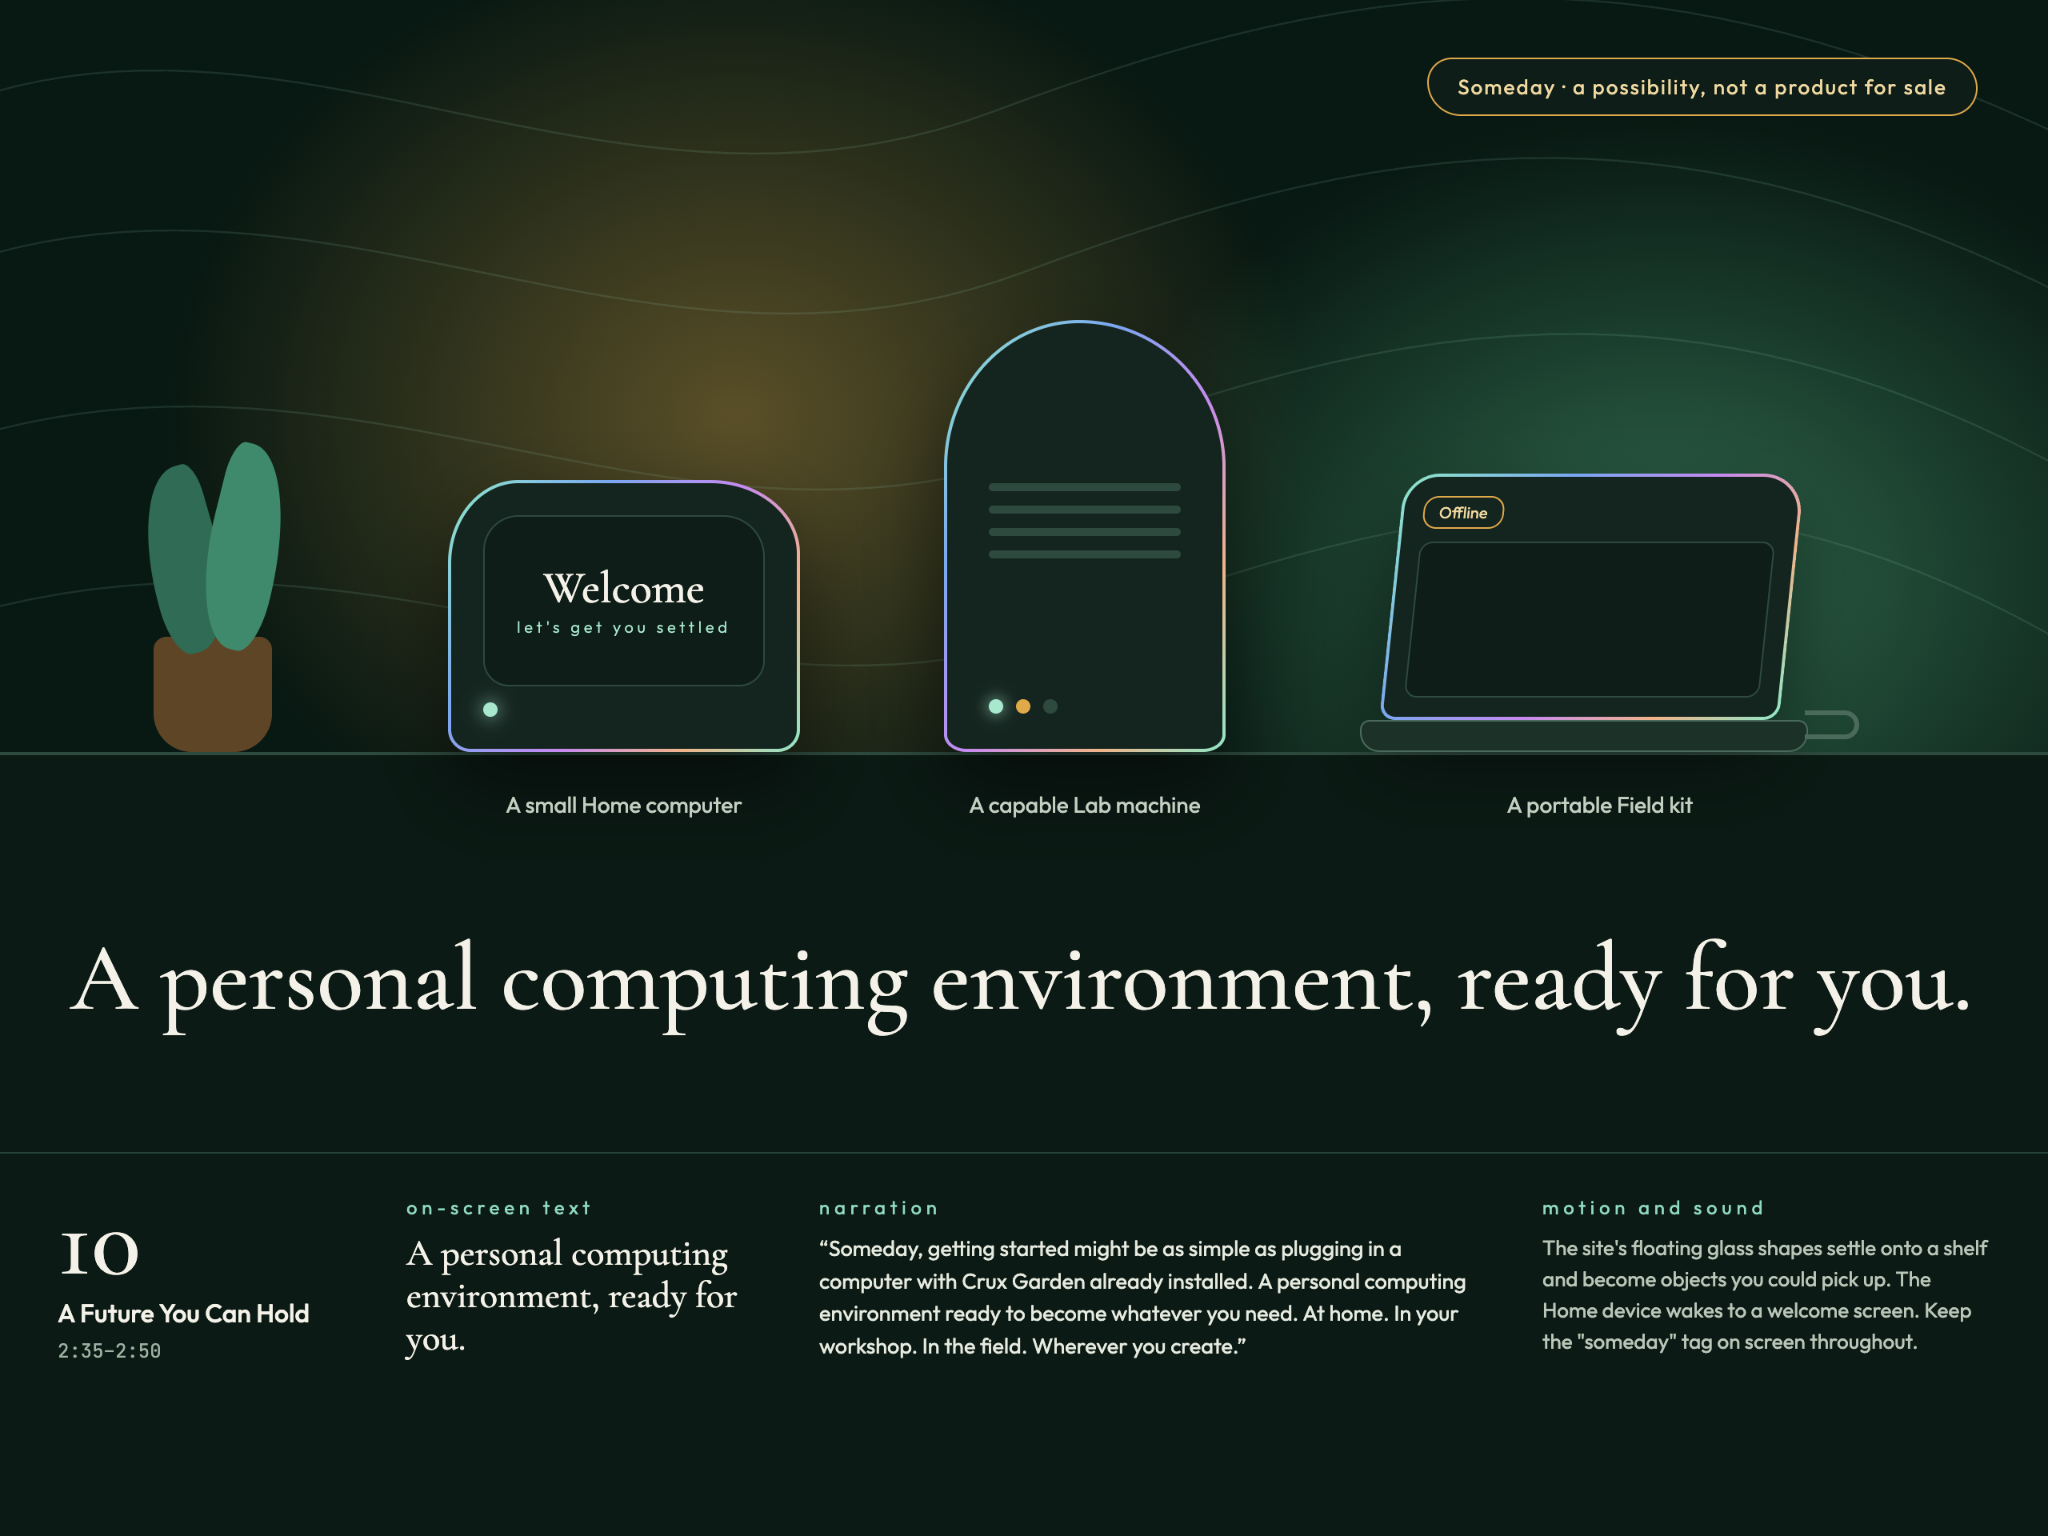 Someday · a possibility, not a product for sale
Welcome
let's get you settled
Offline
A small Home computer
A capable Lab machine
A portable Field kit
A personal computing environment, ready for you.
10
A Future You Can Hold
2:35–2:50
on-screen text
A personal computing
environment, ready for
you.
narration
“Someday, getting started might be as simple as plugging in a
computer with Crux Garden already installed. A personal computing
environment ready to become whatever you need. At home. In your
workshop. In the field. Wherever you create.”
motion and sound
The site's floating glass shapes settle onto a shelf
and become objects you could pick up. The
Home device wakes to a welcome screen. Keep
the "someday" tag on screen throughout.